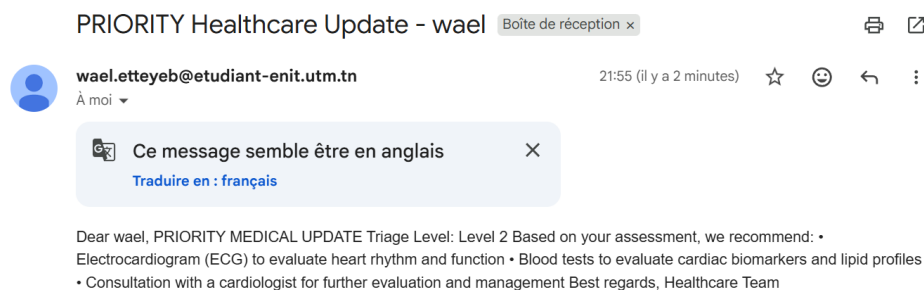 PRIORITY Healthcare Update - wael Boîte de réception ×
wael.etteyeb@etudiant-enit.utm.tn 21:55 (il y a 2 minutes)
À moi
Ce message semble être en anglais
Traduire en : français
Dear wael, PRIORITY MEDICAL UPDATE Triage Level: Level 2 Based on your assessment, we recommend: •
Electrocardiogram (ECG) to evaluate heart rhythm and function • Blood tests to evaluate cardiac biomarkers and lipid profiles
• Consultation with a cardiologist for further evaluation and management Best regards, Healthcare Team